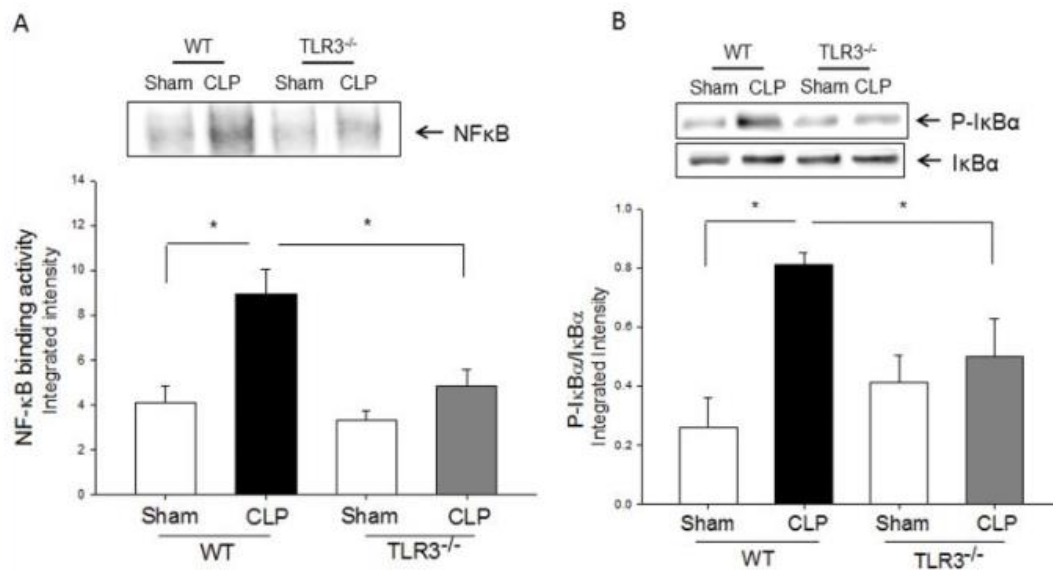 A
WT TLR3-/-
Sham CLP Sham CLP
← NFκB
14
12
10
8
6
4
2
0
NF-κB binding activity
Integrated intensity
* *
Sham CLP Sham CLP
WT TLR3-/-
B
WT TLR3-/-
Sham CLP Sham CLP
← P-IκBα
← IκBα
1.0
0.8
0.6
0.4
0.2
0.0
P-IκBα/IκBα
Integrated Intensity
* *
Sham CLP Sham CLP
WT TLR3-/-